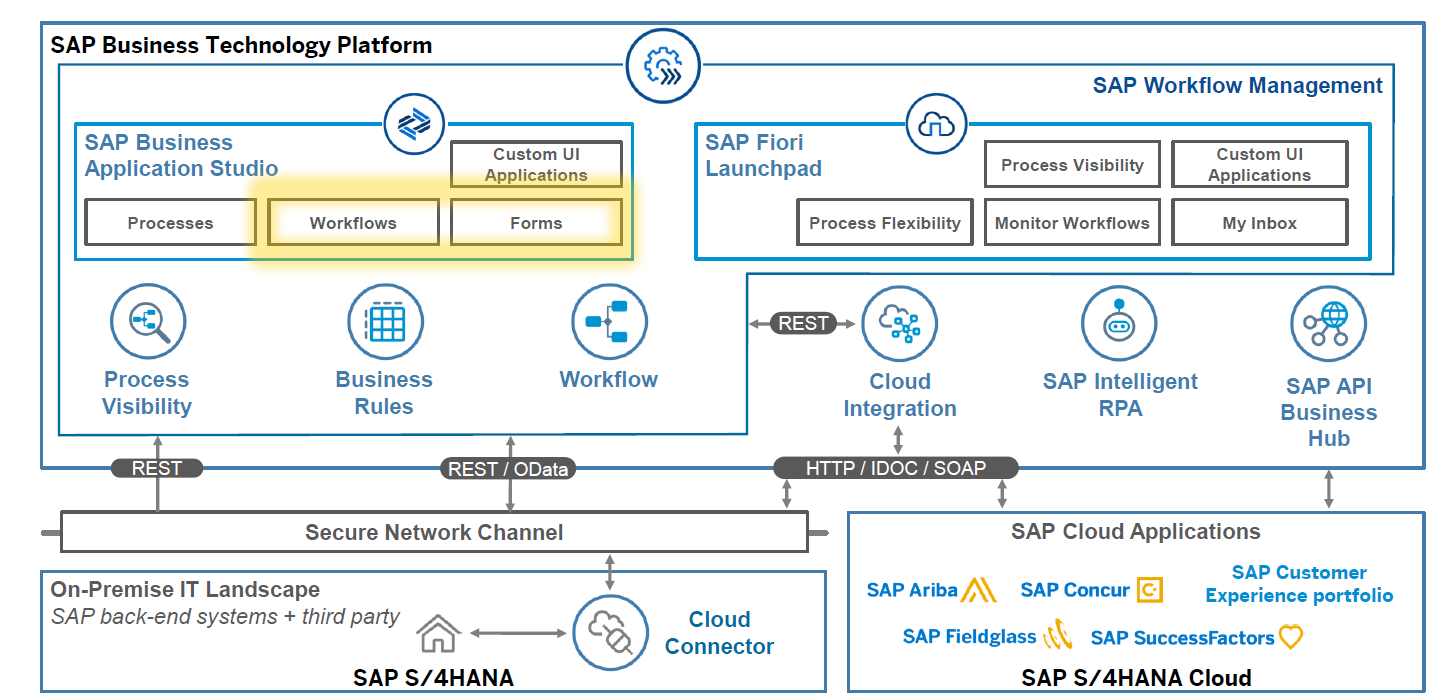 SAP Business Technology Platform
SAP Workflow Management
SAP Business
Application Studio
Custom UI
Applications
Processes
Workflows
Forms
SAP Fiori
Launchpad
Process Visibility
Custom UI
Applications
Process Flexibility
Monitor Workflows
My Inbox
Process
Visibility
Business
Rules
Workflow
REST
Cloud
Integration
SAP Intelligent
RPA
SAP API
Business
Hub
REST
REST / OData
HTTP / IDOC / SOAP
Secure Network Channel
On-Premise IT Landscape
SAP back-end systems + third party
Cloud
Connector
SAP S/4HANA
SAP Cloud Applications
SAP Ariba
SAP Concur
SAP Customer
Experience portfolio
SAP Fieldglass
SAP SuccessFactors
SAP S/4HANA Cloud